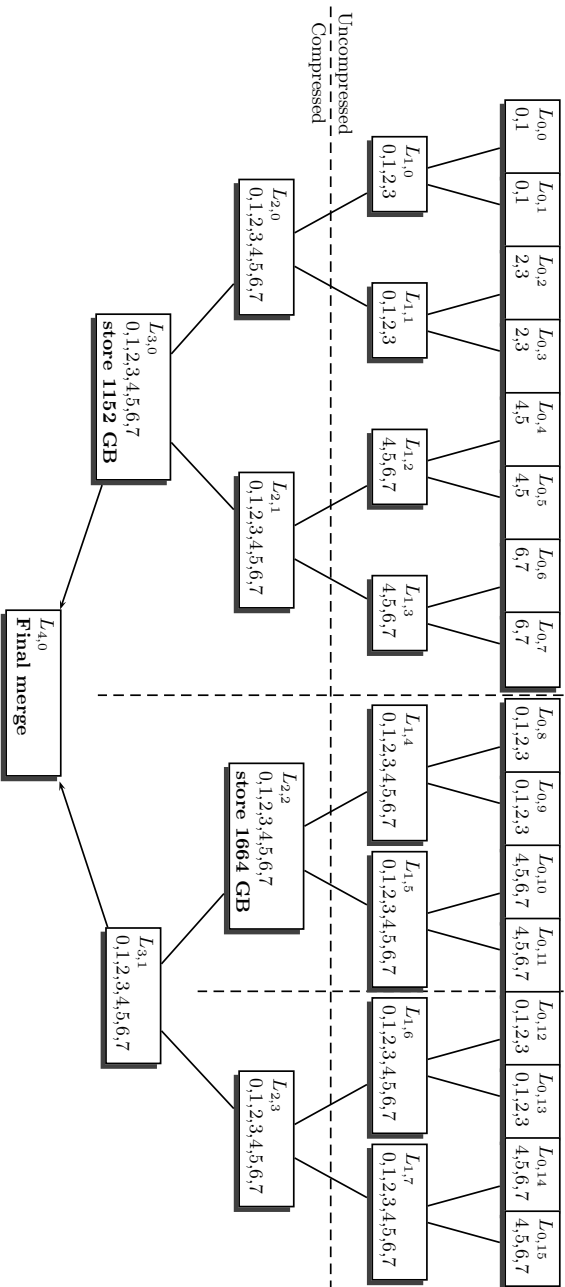 L0,0
0,1
L0,1
0,1
L0,2
2,3
L0,3
2,3
L0,4
4,5
L0,5
4,5
L0,6
6,7
L0,7
6,7
L0,8
0,1,2,3
L0,9
0,1,2,3
L0,10
4,5,6,7
L0,11
4,5,6,7
L0,12
0,1,2,3
L0,13
0,1,2,3
L0,14
4,5,6,7
L0,15
4,5,6,7
L1,0
0,1,2,3
L1,1
0,1,2,3
L1,2
4,5,6,7
L1,3
4,5,6,7
L1,4
0,1,2,3,4,5,6,7
L1,5
0,1,2,3,4,5,6,7
L1,6
0,1,2,3,4,5,6,7
L1,7
0,1,2,3,4,5,6,7
Uncompressed
Compressed
L2,0
0,1,2,3,4,5,6,7
L2,1
0,1,2,3,4,5,6,7
L2,2
0,1,2,3,4,5,6,7
store 1664 GB
L2,3
0,1,2,3,4,5,6,7
L3,0
0,1,2,3,4,5,6,7
store 1152 GB
L3,1
0,1,2,3,4,5,6,7
L4,0
Final merge